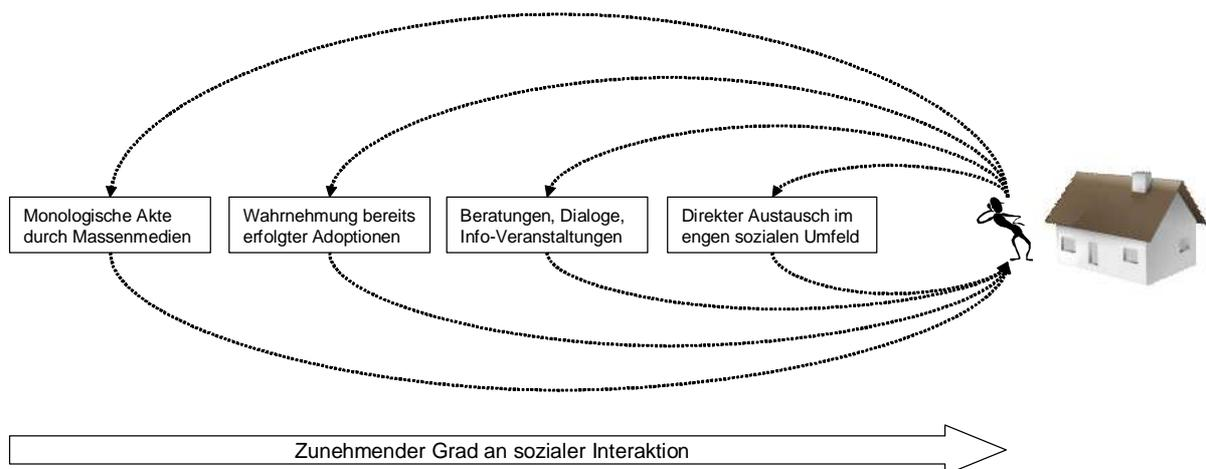 Monologische Akte
durch Massenmedien
Wahrnehmung bereits
erfolgter Adoptionen
Beratungen, Dialoge,
Info-Veranstaltungen
Direkter Austausch im
engen sozialen Umfeld
Zunehmender Grad an sozialer Interaktion